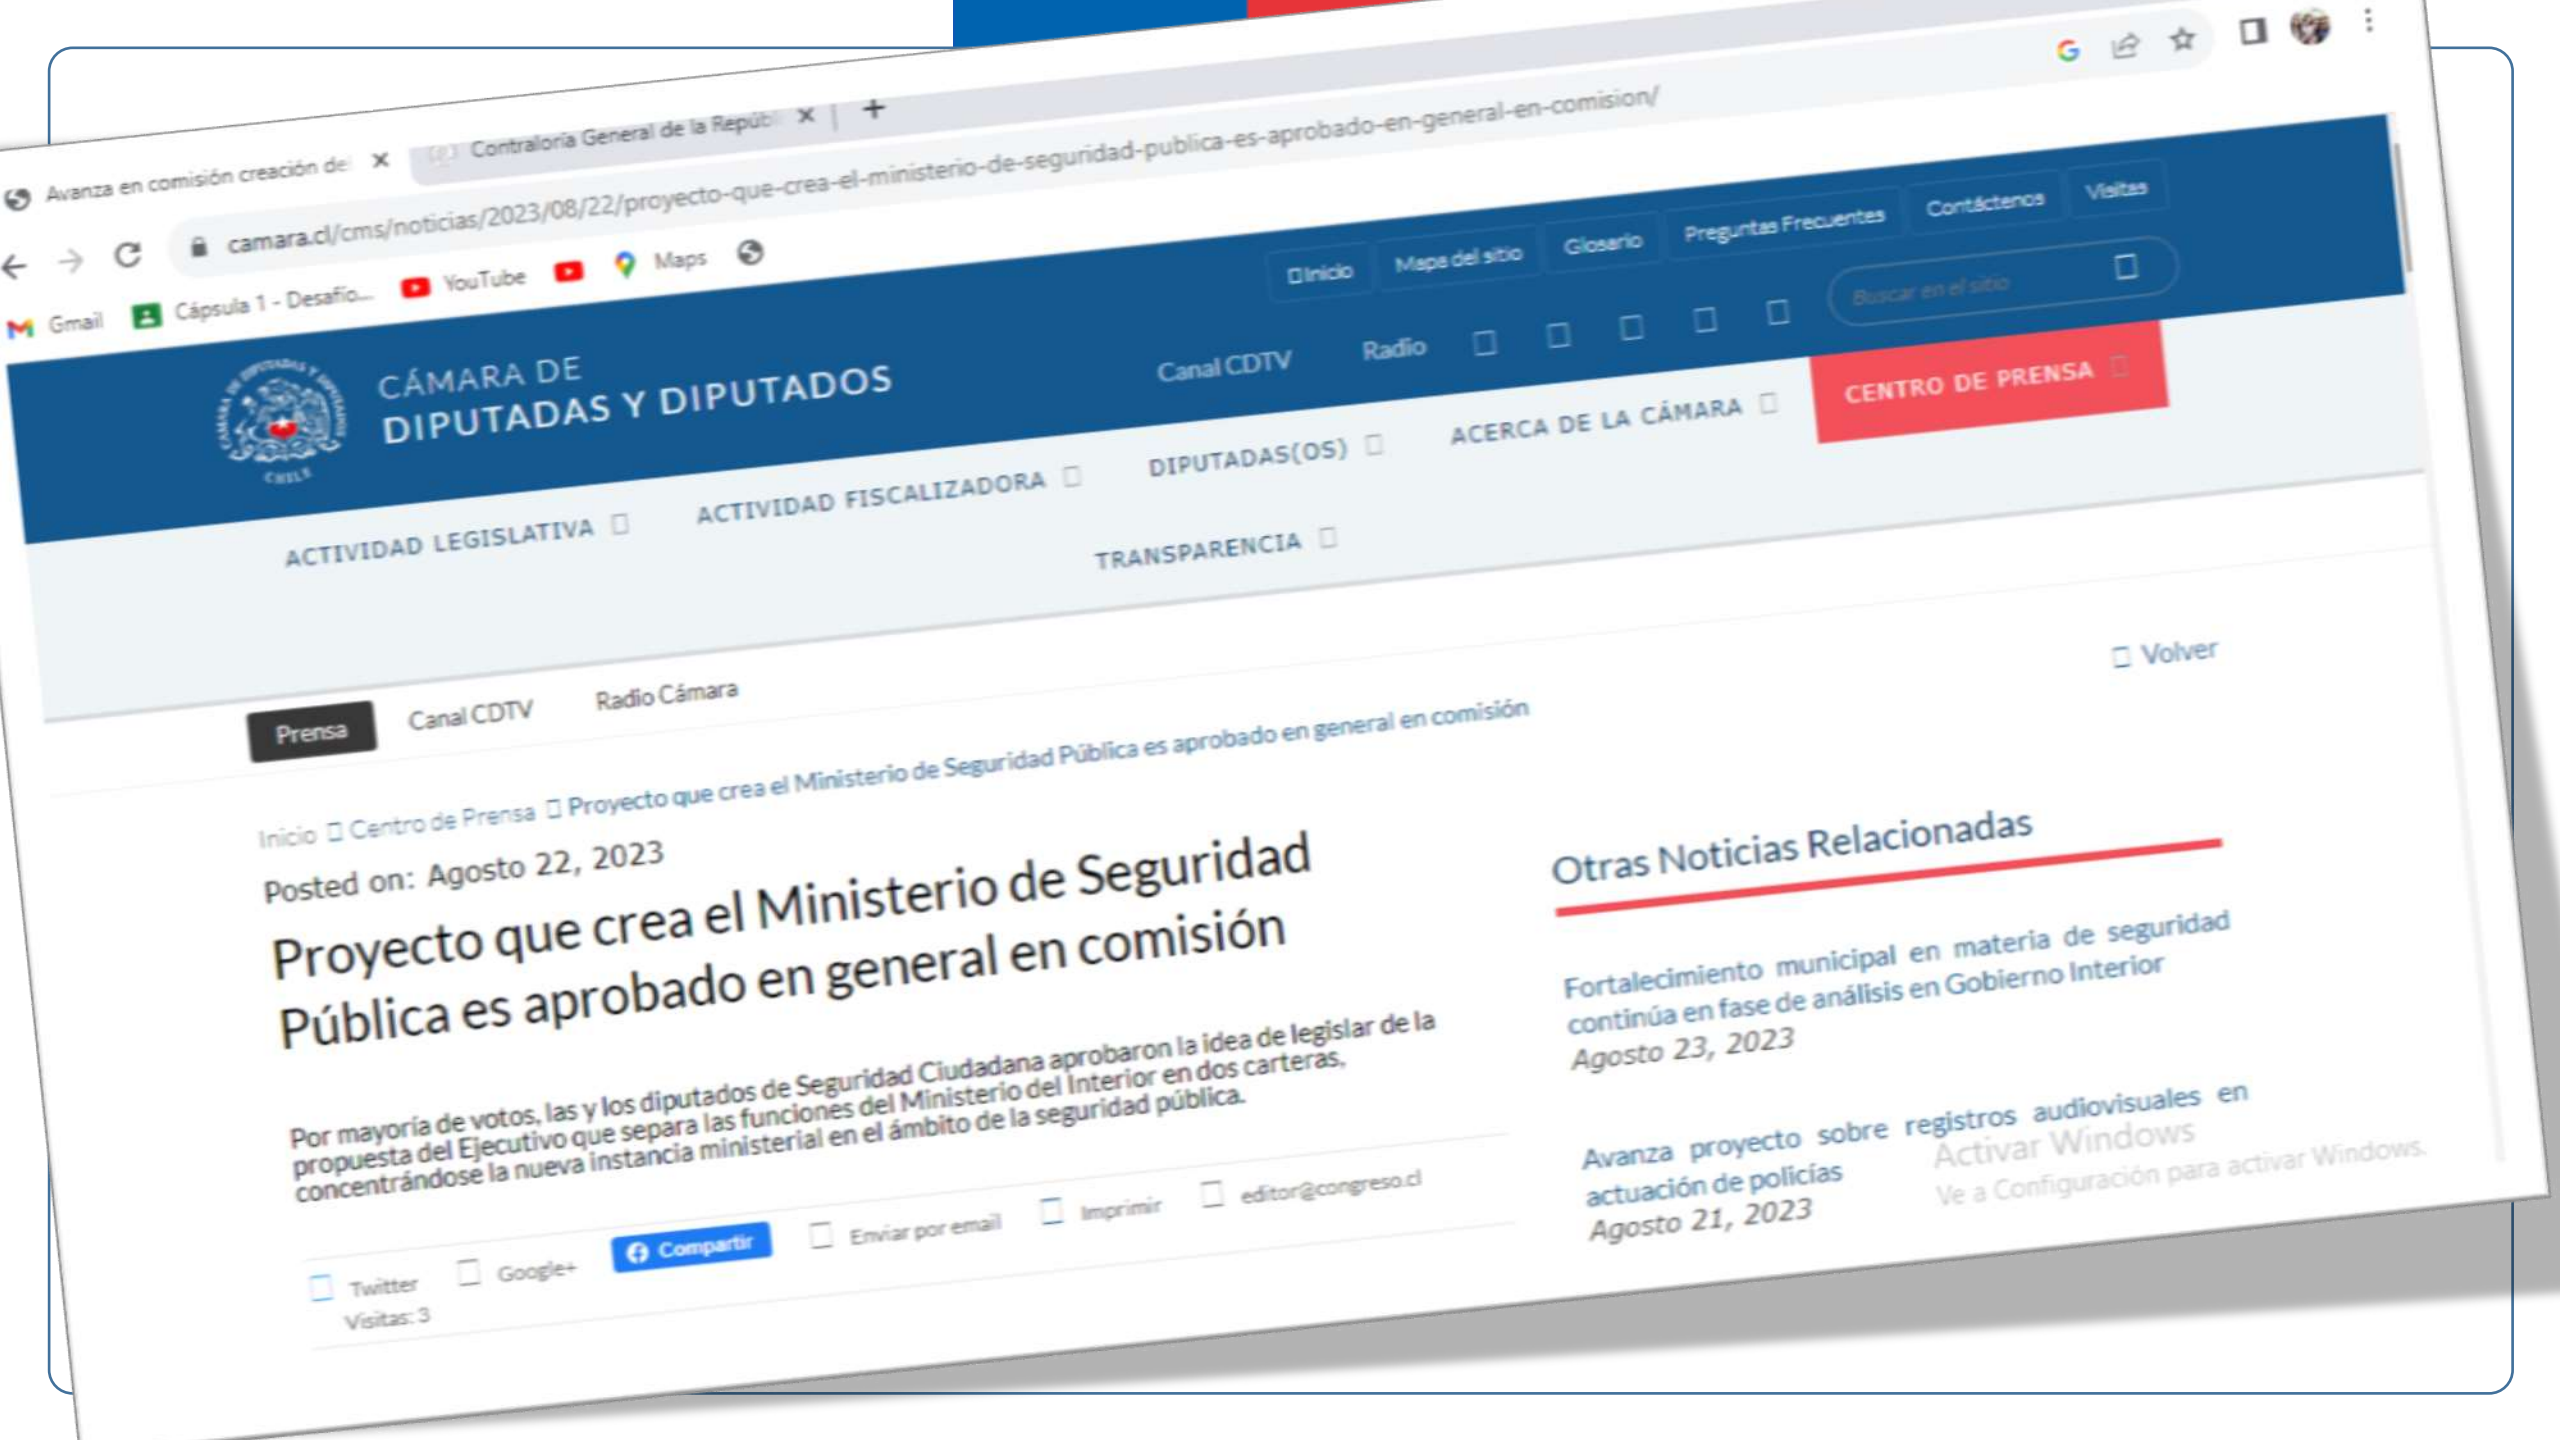 Avanza en comisión creación de
Contraloría General de la Repúb
camara.cl/cms/noticias/2023/08/22/proyecto-que-crea-el-ministerio-de-seguridad-publica-es-aprobado-en-general-en-comision/
Gmail Cápsula 1 - Desafío... YouTube Maps
Inicio Mapa del sitio Glosario Preguntas Frecuentes Contáctenos Visitas
CÁMARA DE
DIPUTADAS Y DIPUTADOS
CÁMARA DE DIPUTADAS Y DIPUTADOS
CHILE
Canal CDTV Radio Buscar en el sitio
ACTIVIDAD LEGISLATIVA ACTIVIDAD FISCALIZADORA DIPUTADAS(OS) ACERCA DE LA CÁMARA CENTRO DE PRENSA
TRANSPARENCIA
Prensa Canal CDTV Radio Cámara
Volver
Inicio Centro de Prensa Proyecto que crea el Ministerio de Seguridad Pública es aprobado en general en comisión
Posted on: Agosto 22, 2023
Proyecto que crea el Ministerio de Seguridad
Pública es aprobado en general en comisión
Por mayoría de votos, las y los diputados de Seguridad Ciudadana aprobaron la idea de legislar de la
propuesta del Ejecutivo que separa las funciones del Ministerio del Interior en dos carteras,
concentrándose la nueva instancia ministerial en el ámbito de la seguridad pública.
Twitter Google+ Compartir Enviar por email Imprimir editor@congreso.cl
Visitas: 3
Otras Noticias Relacionadas
Fortalecimiento municipal en materia de seguridad
continúa en fase de análisis en Gobierno Interior
Agosto 23, 2023
Avanza proyecto sobre registros audiovisuales en
actuación de policías
Agosto 21, 2023
Activar Windows
Ve a Configuración para activar Windows.